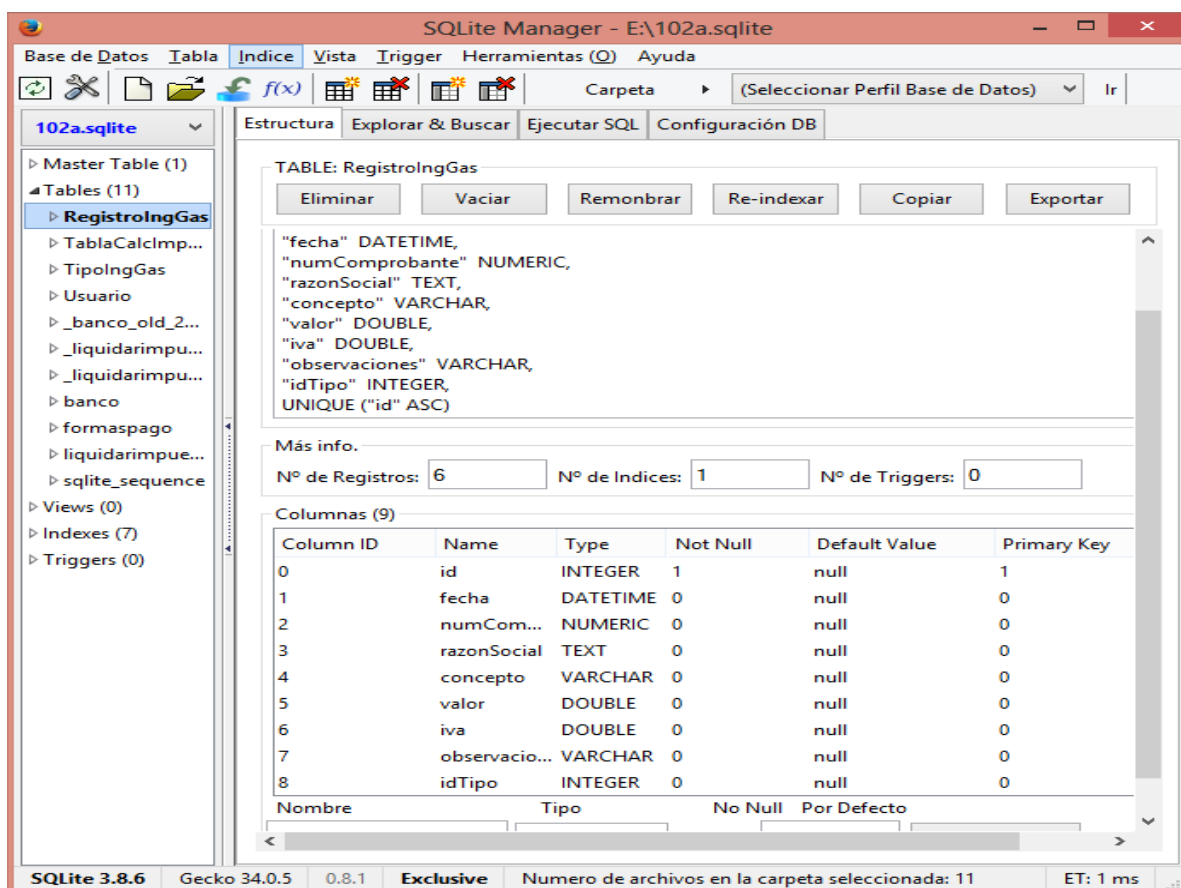 SQLite Manager - E:\102a.sqlite
Base de Datos Tabla Indice Vista Trigger Herramientas (O) Ayuda
f(x) Carpeta (Seleccionar Perfil Base de Datos) Ir
102a.sqlite
Master Table (1)
Tables (11)
RegistroIngGas
TablaCalcImp...
TipoIngGas
Usuario
_banco_old_2...
_liquidarimpu...
_liquidarimpu...
banco
formaspago
liquidarimpue...
sqlite_sequence
Views (0)
Indexes (7)
Triggers (0)
Estructura Explorar & Buscar Ejecutar SQL Configuración DB
TABLE: RegistroIngGas
Eliminar Vaciar Remonbrar Re-indexar Copiar Exportar
"fecha" DATETIME,
"numComprobante" NUMERIC,
"razonSocial" TEXT,
"concepto" VARCHAR,
"valor" DOUBLE,
"iva" DOUBLE,
"observaciones" VARCHAR,
"idTipo" INTEGER,
UNIQUE ("id" ASC)
Más info.
Nº de Registros: 6 Nº de Indices: 1 Nº de Triggers: 0
Columnas (9)
Column ID Name Type Not Null Default Value Primary Key
0 id INTEGER 1 null 1
1 fecha DATETIME 0 null 0
2 numCom... NUMERIC 0 null 0
3 razonSocial TEXT 0 null 0
4 concepto VARCHAR 0 null 0
5 valor DOUBLE 0 null 0
6 iva DOUBLE 0 null 0
7 observacio... VARCHAR 0 null 0
8 idTipo INTEGER 0 null 0
Nombre Tipo No Null Por Defecto
SQLite 3.8.6 Gecko 34.0.5 0.8.1 Exclusive Numero de archivos en la carpeta seleccionada: 11 ET: 1 ms